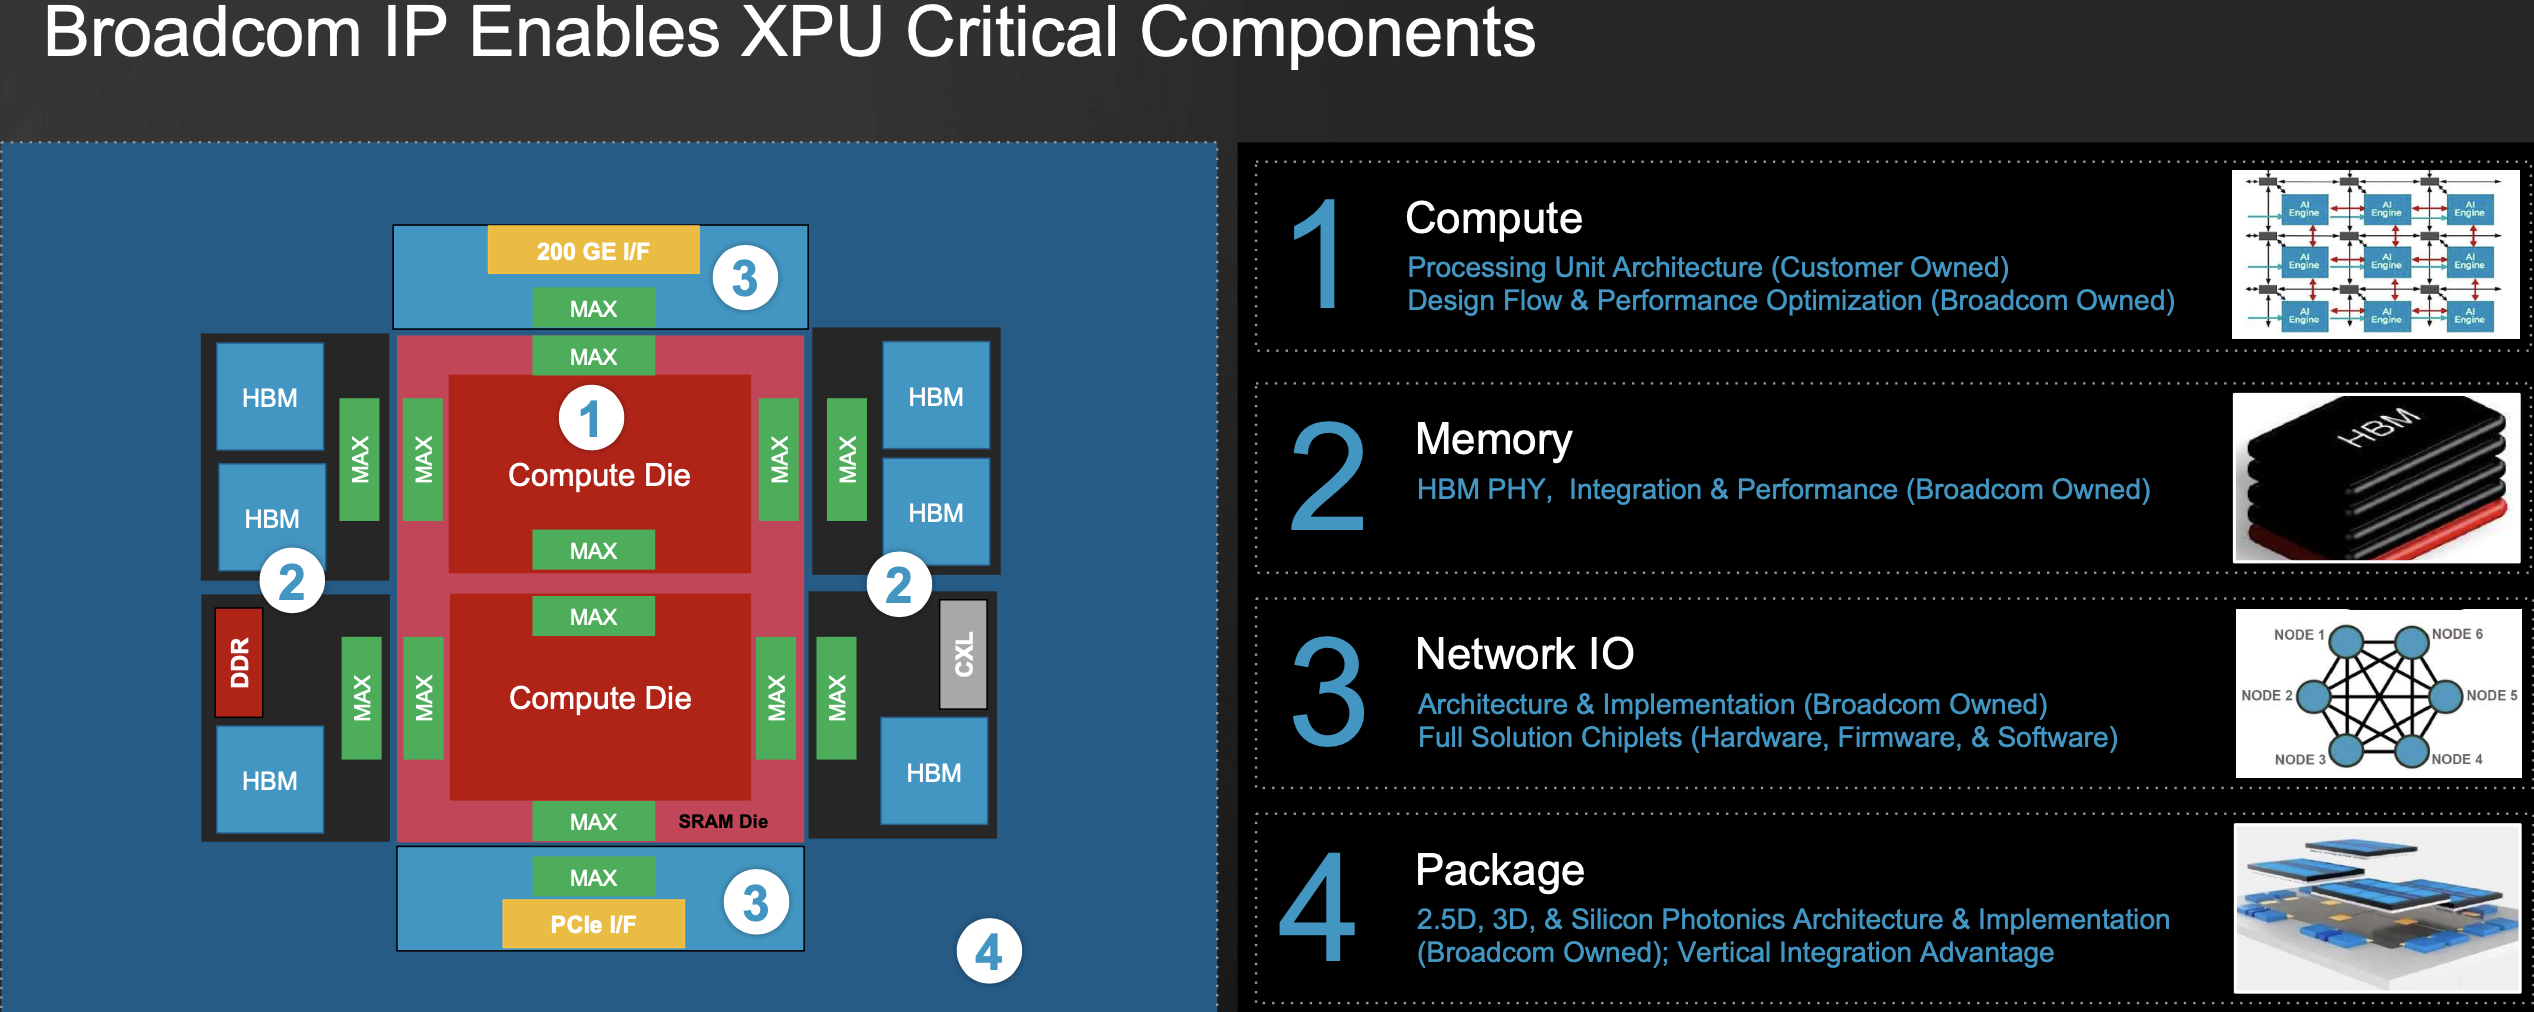 Broadcom IP Enables XPU Critical Components
200 GE I/F
3
MAX
MAX
HBM
HBM
2
MAX
MAX
1
Compute Die
MAX
MAX
MAX
HBM
HBM
2
DDR
HBM
MAX
MAX
MAX
Compute Die
MAX
MAX
CXL
HBM
MAX
SRAM Die
MAX
PCIe I/F
3
4
1
Compute
Processing Unit Architecture (Customer Owned)
Design Flow & Performance Optimization (Broadcom Owned)
AI
Engine
AI
Engine
AI
Engine
AI
Engine
AI
Engine
AI
Engine
AI
Engine
AI
Engine
AI
Engine
2
Memory
HBM PHY, Integration & Performance (Broadcom Owned)
HBM
3
Network IO
Architecture & Implementation (Broadcom Owned)
Full Solution Chiplets (Hardware, Firmware, & Software)
NODE 1
NODE 6
NODE 2
NODE 5
NODE 3
NODE 4
4
Package
2.5D, 3D, & Silicon Photonics Architecture & Implementation
(Broadcom Owned); Vertical Integration Advantage